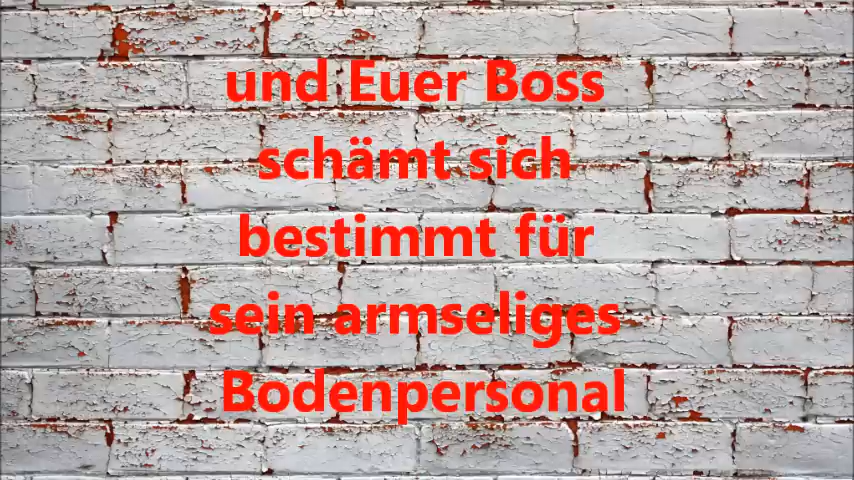 und Euer Boss
schämt sich
bestimmt für
sein armseliges
Bodenpersonal